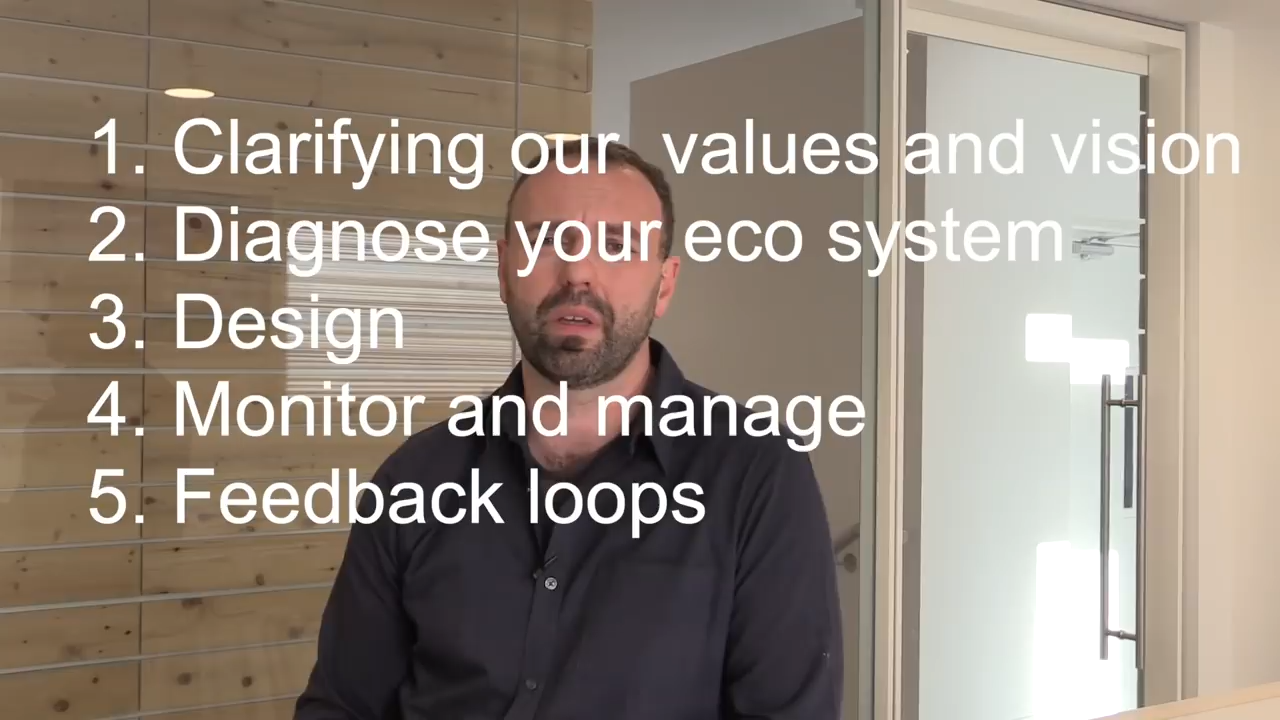 1. Clarifying our  values and vision
2. Diagnose your eco system
3. Design
4. Monitor and manage
5. Feedback loops